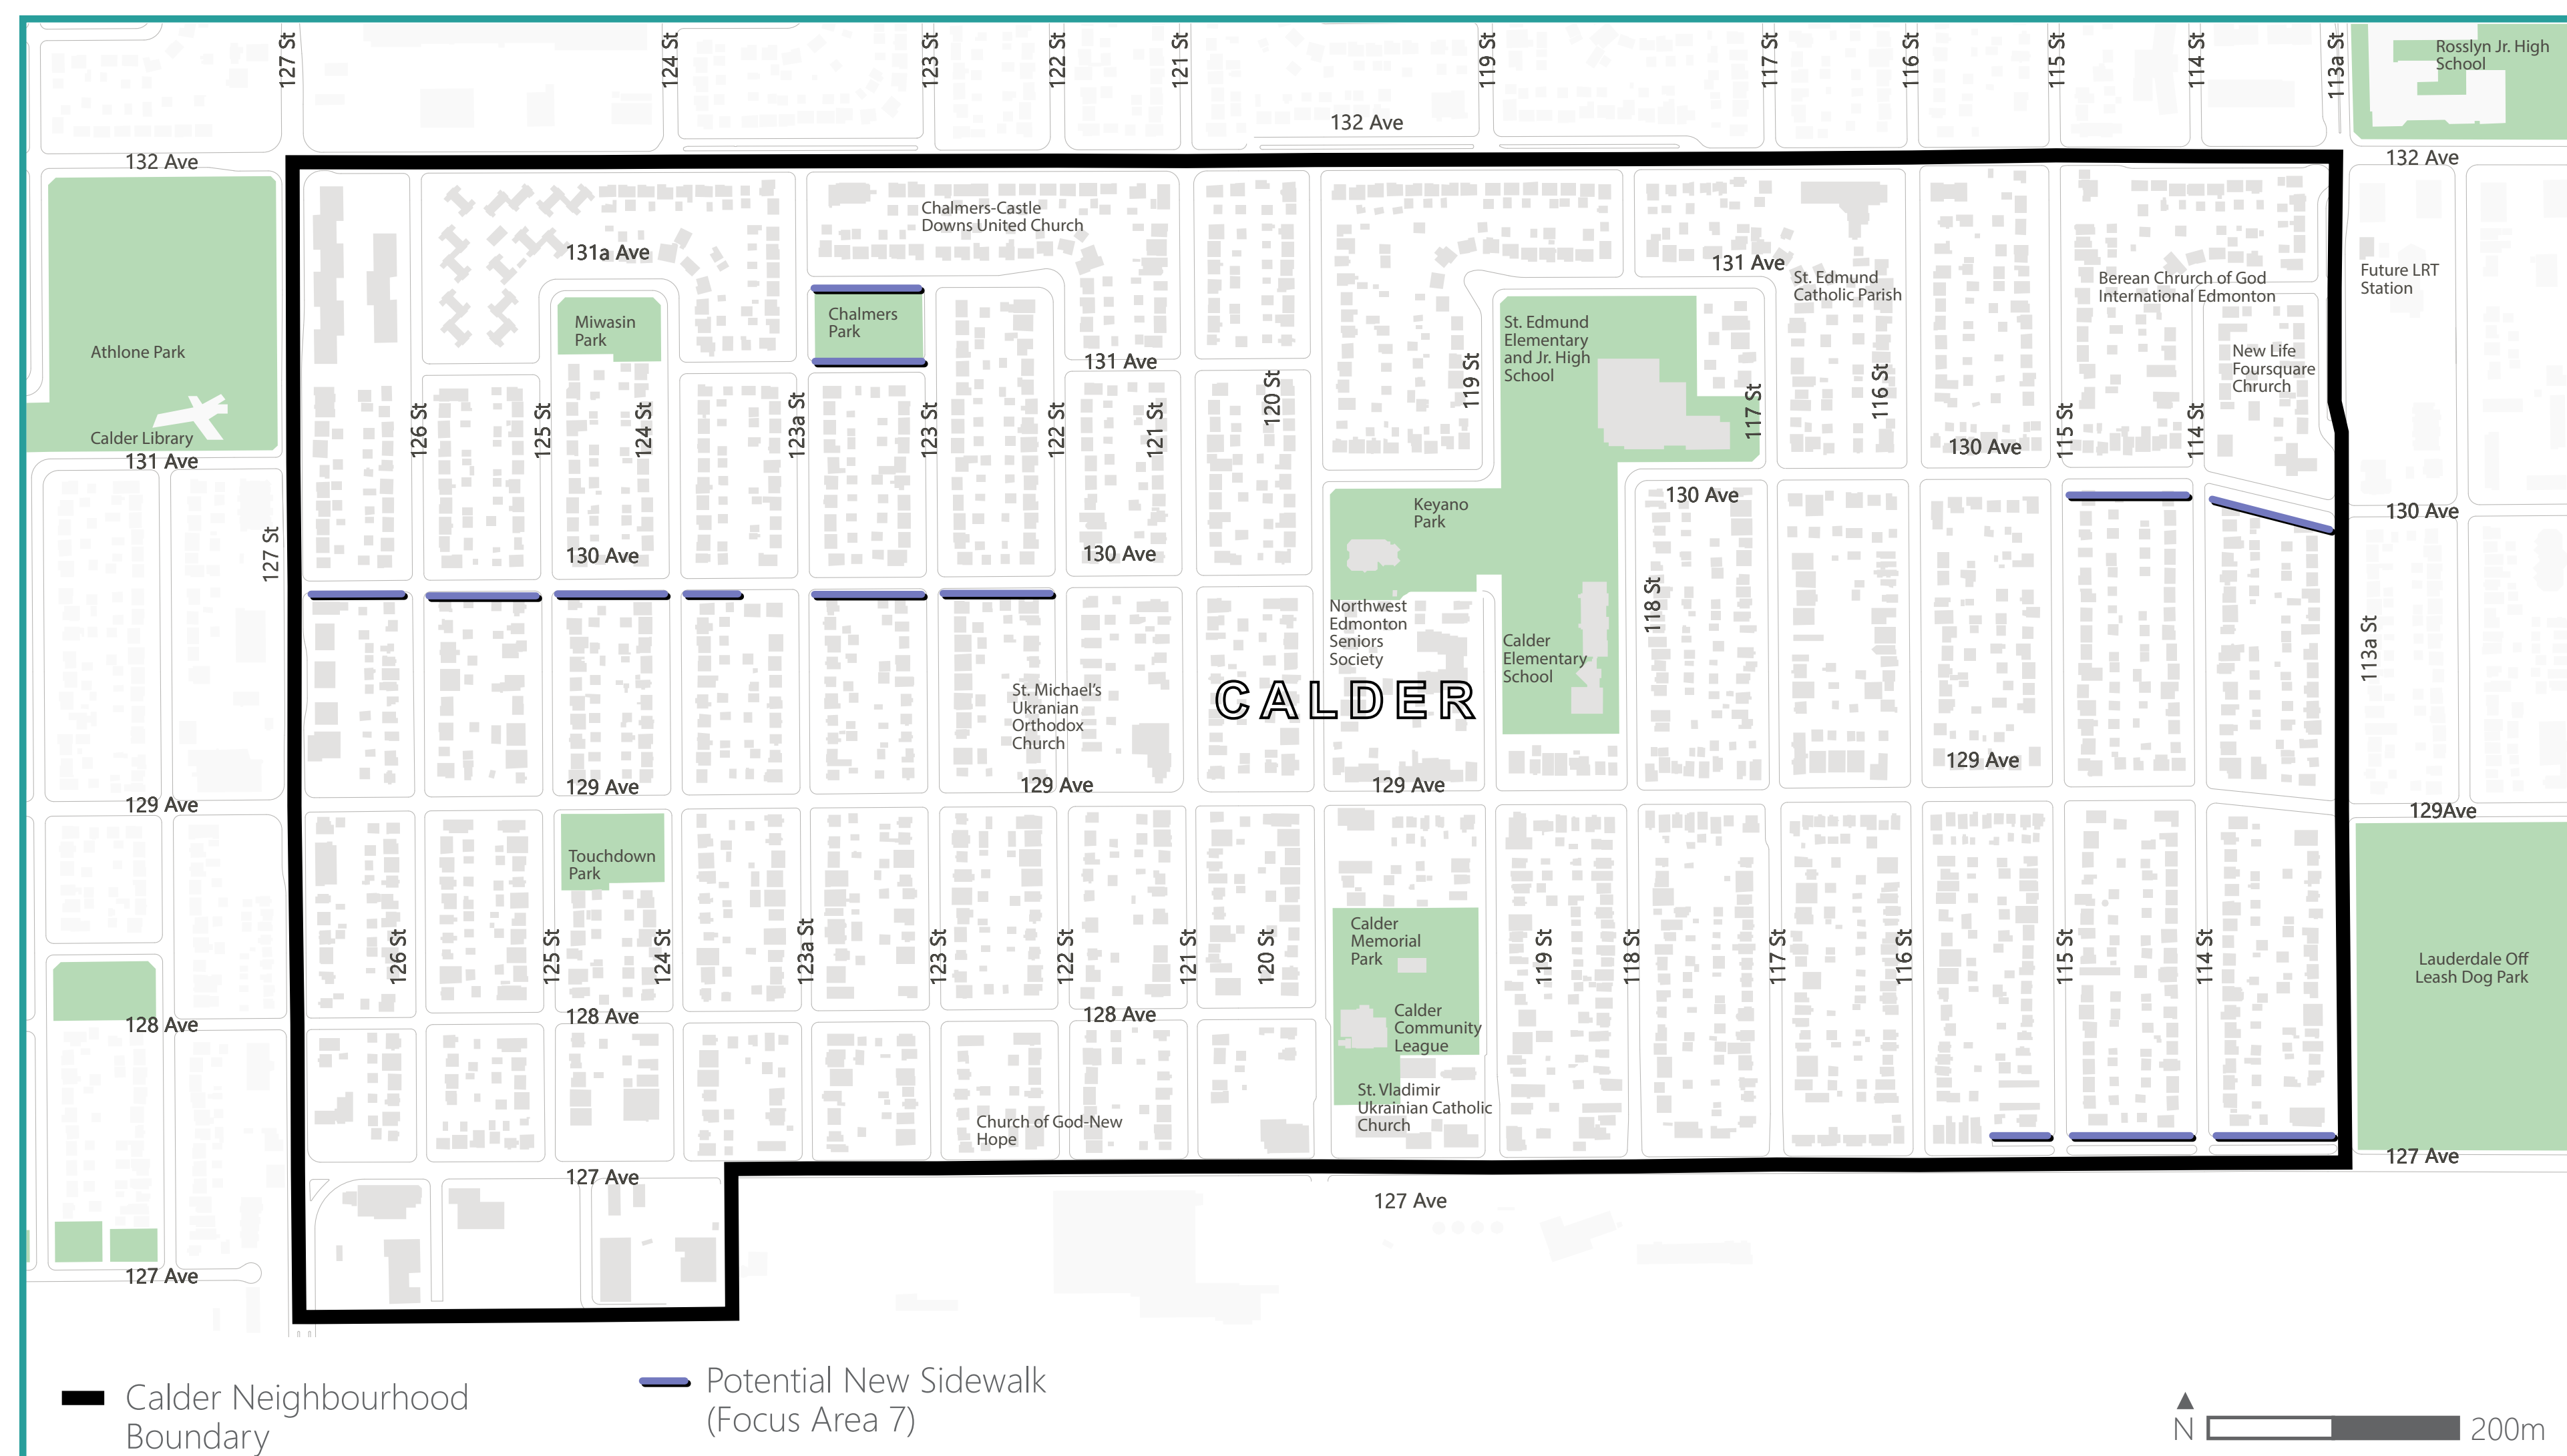 127 St
124 St
123 St
122 St
121 St
119 St
117 St
116 St
115 St
114 St
113a St
Rosslyn Jr. High
School
132 Ave
132 Ave
132 Ave
Chalmers-Castle
Downs United Church
131a Ave
131 Ave
St. Edmund
Catholic Parish
Berean Church of God
International Edmonton
Future LRT
Station
Miwasin
Park
Chalmers
Park
St. Edmund
Elementary
and Jr. High
School
Athlone Park
131 Ave
New Life
Foursquare
Chrurch
Calder Library
131 Ave
126 St
125 St
124 St
123a St
123 St
122 St
121 St
120 St
119 St
117 St
116 St
115 St
114 St
130 Ave
130 Ave
Keyano
Park
130 Ave
127 St
130 Ave
130 Ave
118 St
113a St
Northwest
Edmonton
Seniors
Society
Calder
Elementary
School
St. Michael's
Ukranian
Orthodox
Church
CALDER
129 Ave
129 Ave
129 Ave
129 Ave
129 Ave
129Ave
Touchdown
Park
Calder
Memorial
Park
126 St
125 St
124 St
123a St
123 St
122 St
121 St
120 St
119 St
118 St
117 St
116 St
115 St
114 St
Lauderdale Off
Leash Dog Park
128 Ave
128 Ave
128 Ave
Calder
Community
League
St. Vladimir
Ukrainian Catholic
Church
Church of God-New
Hope
127 Ave
127 Ave
127 Ave
127 Ave
Calder Neighbourhood
Boundary
Potential New Sidewalk
(Focus Area 7)
N
200m